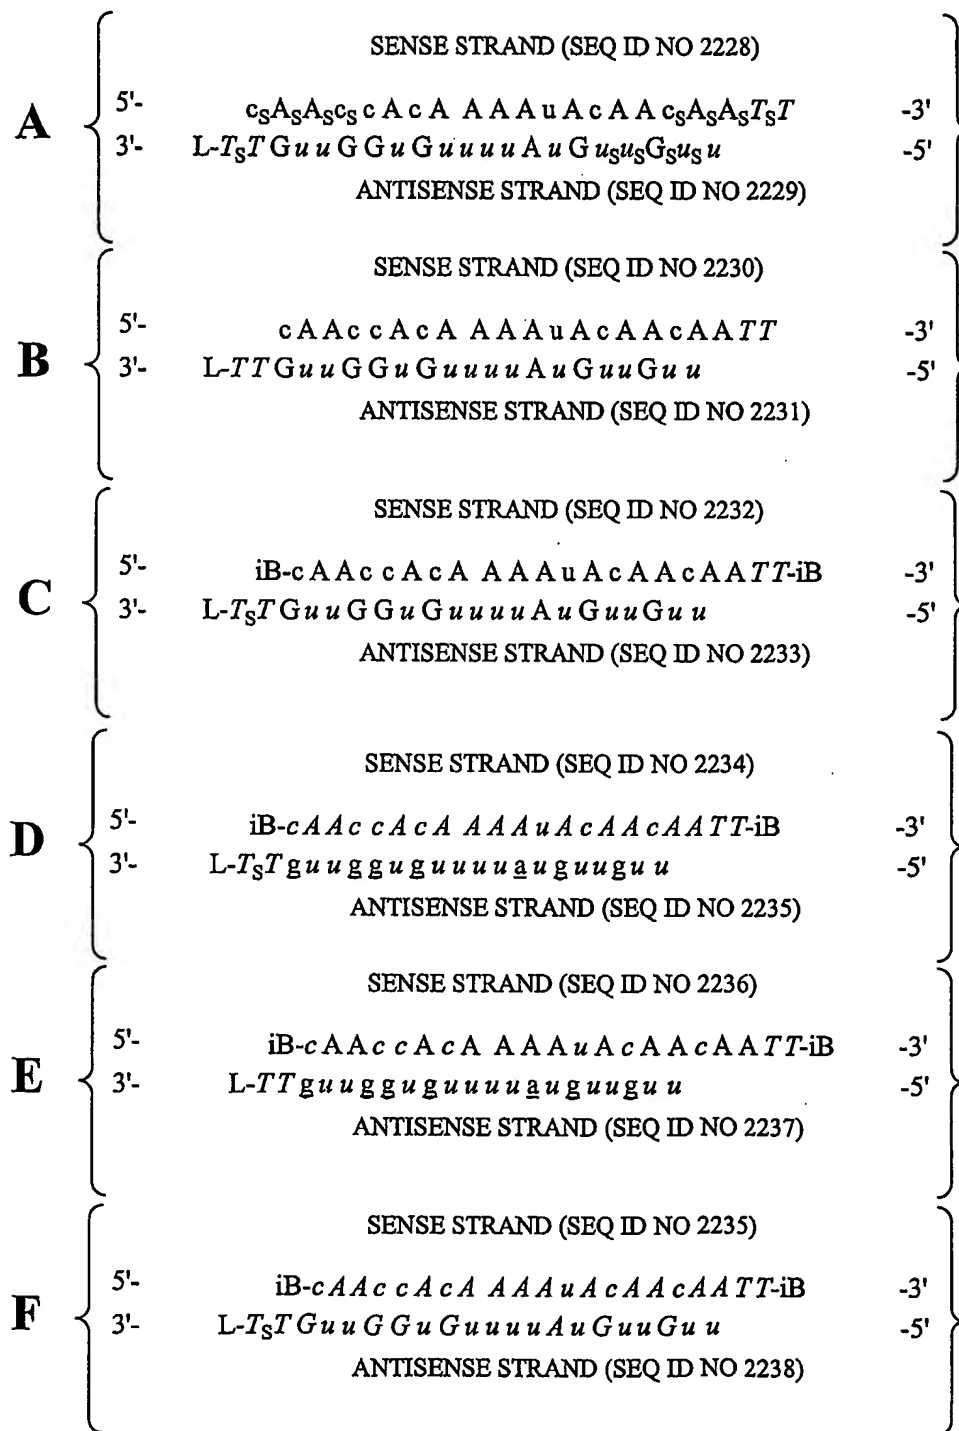 SENSE STRAND (SEQ ID NO 2228)
A
5'- cSASAScS c A c A A A A u A c A A cSASASTST -3'
3'- L-TST G u u G G u G u u u u A u G uSuSGSuS u -5'
ANTISENSE STRAND (SEQ ID NO 2229)
SENSE STRAND (SEQ ID NO 2230)
B
5'- c A A c c A c A A A A u A c A A c A A T T -3'
3'- L-T T G u u G G u G u u u u A u G u u G u u -5'
ANTISENSE STRAND (SEQ ID NO 2231)
SENSE STRAND (SEQ ID NO 2232)
C
5'- iB-c A A c c A c A A A A u A c A A c A A T T-iB -3'
3'- L-TST G u u G G u G u u u u A u G u u G u u -5'
ANTISENSE STRAND (SEQ ID NO 2233)
SENSE STRAND (SEQ ID NO 2234)
D
5'- iB-c A A c c A c A A A A u A c A A c A A T T-iB -3'
3'- L-TST g u u g g u g u u u u a u g u u g u u -5'
ANTISENSE STRAND (SEQ ID NO 2235)
SENSE STRAND (SEQ ID NO 2236)
E
5'- iB-c A A c c A c A A A A u A c A A c A A T T-iB -3'
3'- L-T T g u u g g u g u u u u a u g u u g u u -5'
ANTISENSE STRAND (SEQ ID NO 2237)
SENSE STRAND (SEQ ID NO 2235)
F
5'- iB-c A A c c A c A A A A u A c A A c A A T T-iB -3'
3'- L-TST G u u G G u G u u u u A u G u u G u u -5'
ANTISENSE STRAND (SEQ ID NO 2238)